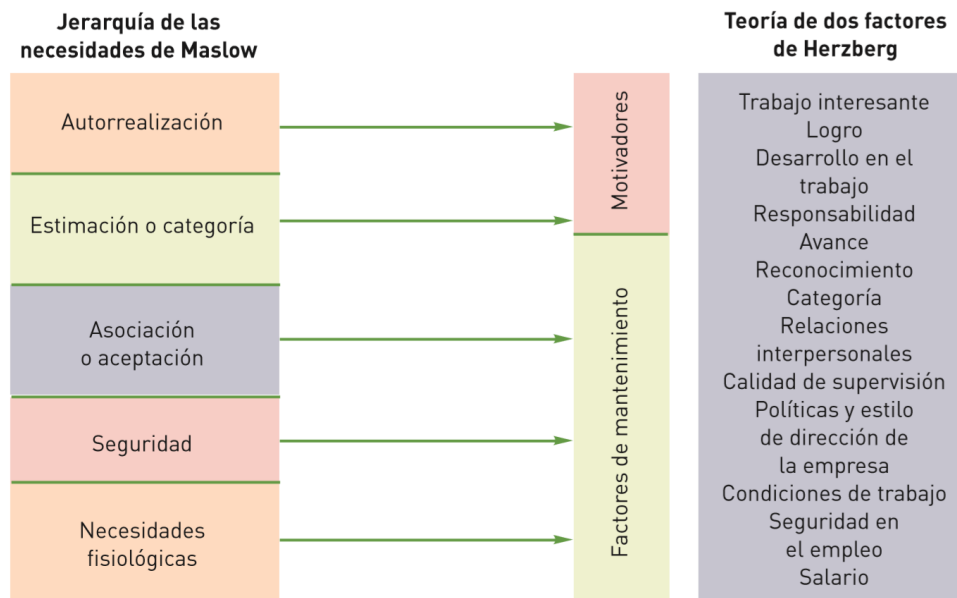 Jerarquía de las
necesidades de Maslow
Autorrealización
Estimación o categoría
Asociación
o aceptación
Seguridad
Necesidades
fisiológicas
Motivadores
Factores de mantenimiento
Teoría de dos factores
de Herzberg
Trabajo interesante
Logro
Desarrollo en el
trabajo
Responsabilidad
Avance
Reconocimiento
Categoría
Relaciones
interpersonales
Calidad de supervisión
Políticas y estilo
de dirección de
la empresa
Condiciones de trabajo
Seguridad en
el empleo
Salario